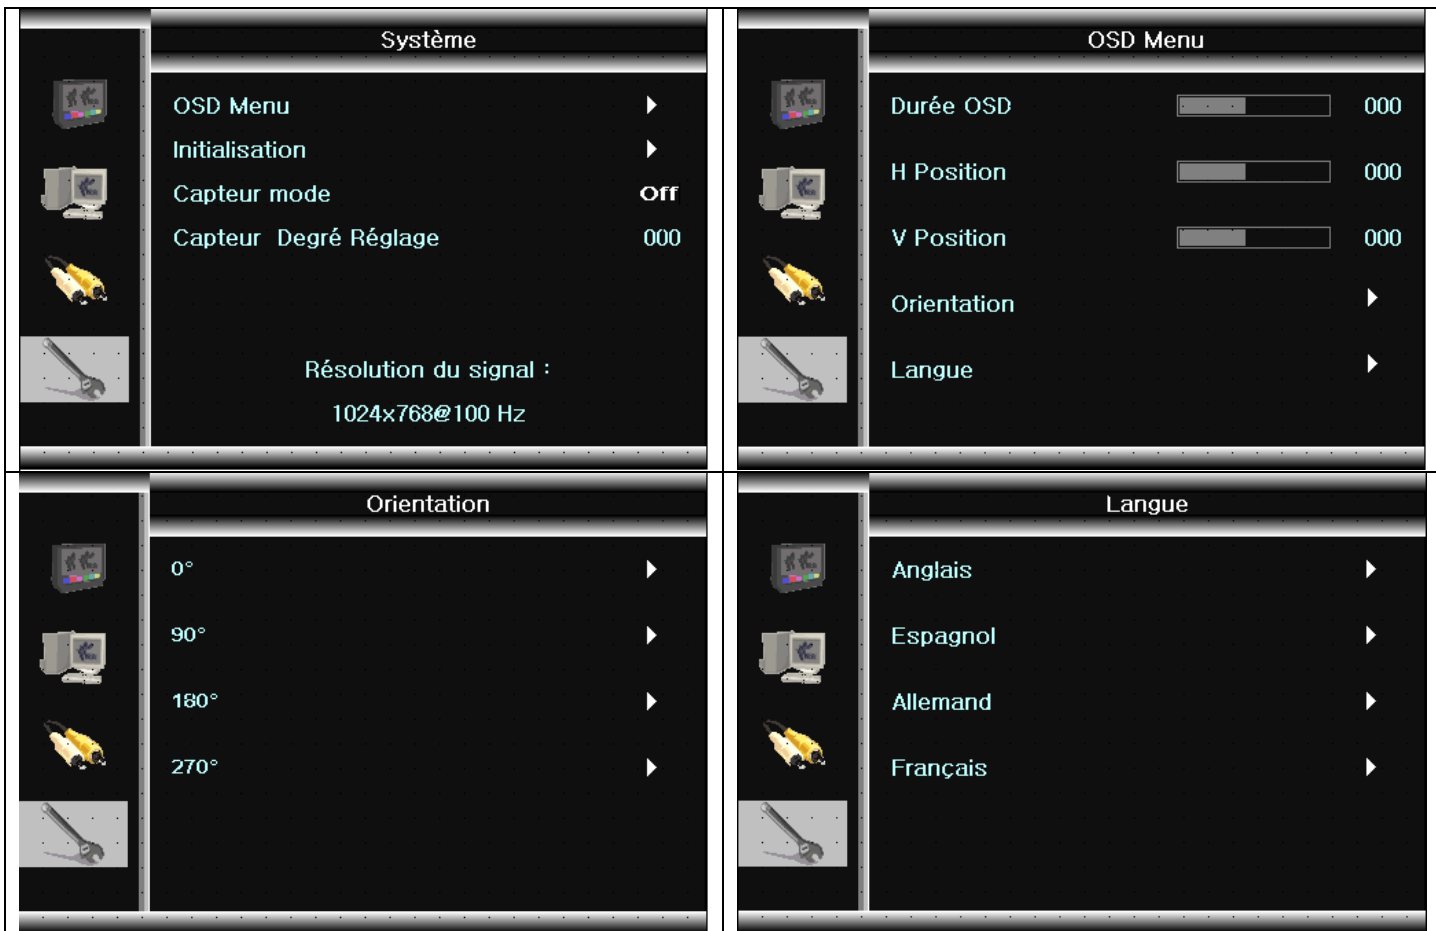 Système
OSD Menu
Initialisation
Capteur mode Off
Capteur Degré Réglage 000
Résolution du signal :
1024x768@100 Hz
OSD Menu
Durée OSD 000
H Position 000
V Position 000
Orientation
Langue
Orientation
0°
90°
180°
270°
Langue
Anglais
Espagnol
Allemand
Français